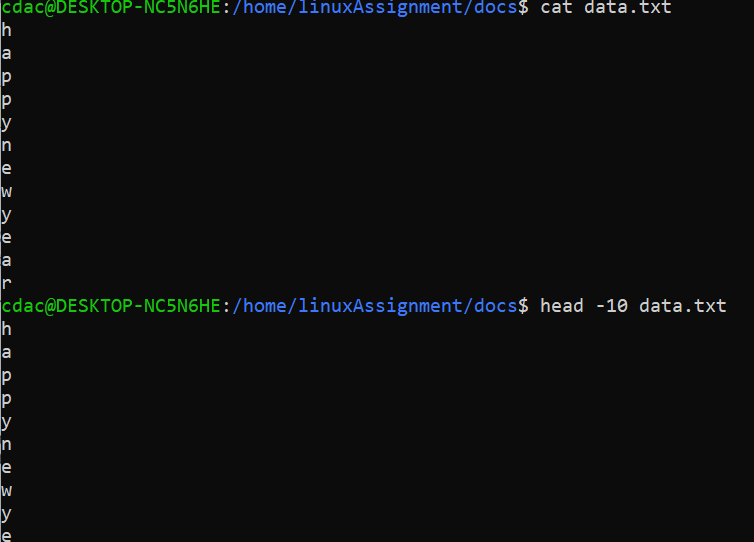 cdac@DESKTOP-NC5N6HE:/home/linuxAssignment/docs$ cat data.txt
h
a
p
p
y
n
e
w
y
e
a
r
cdac@DESKTOP-NC5N6HE:/home/linuxAssignment/docs$ head -10 data.txt
h
a
p
p
y
n
e
w
y
e